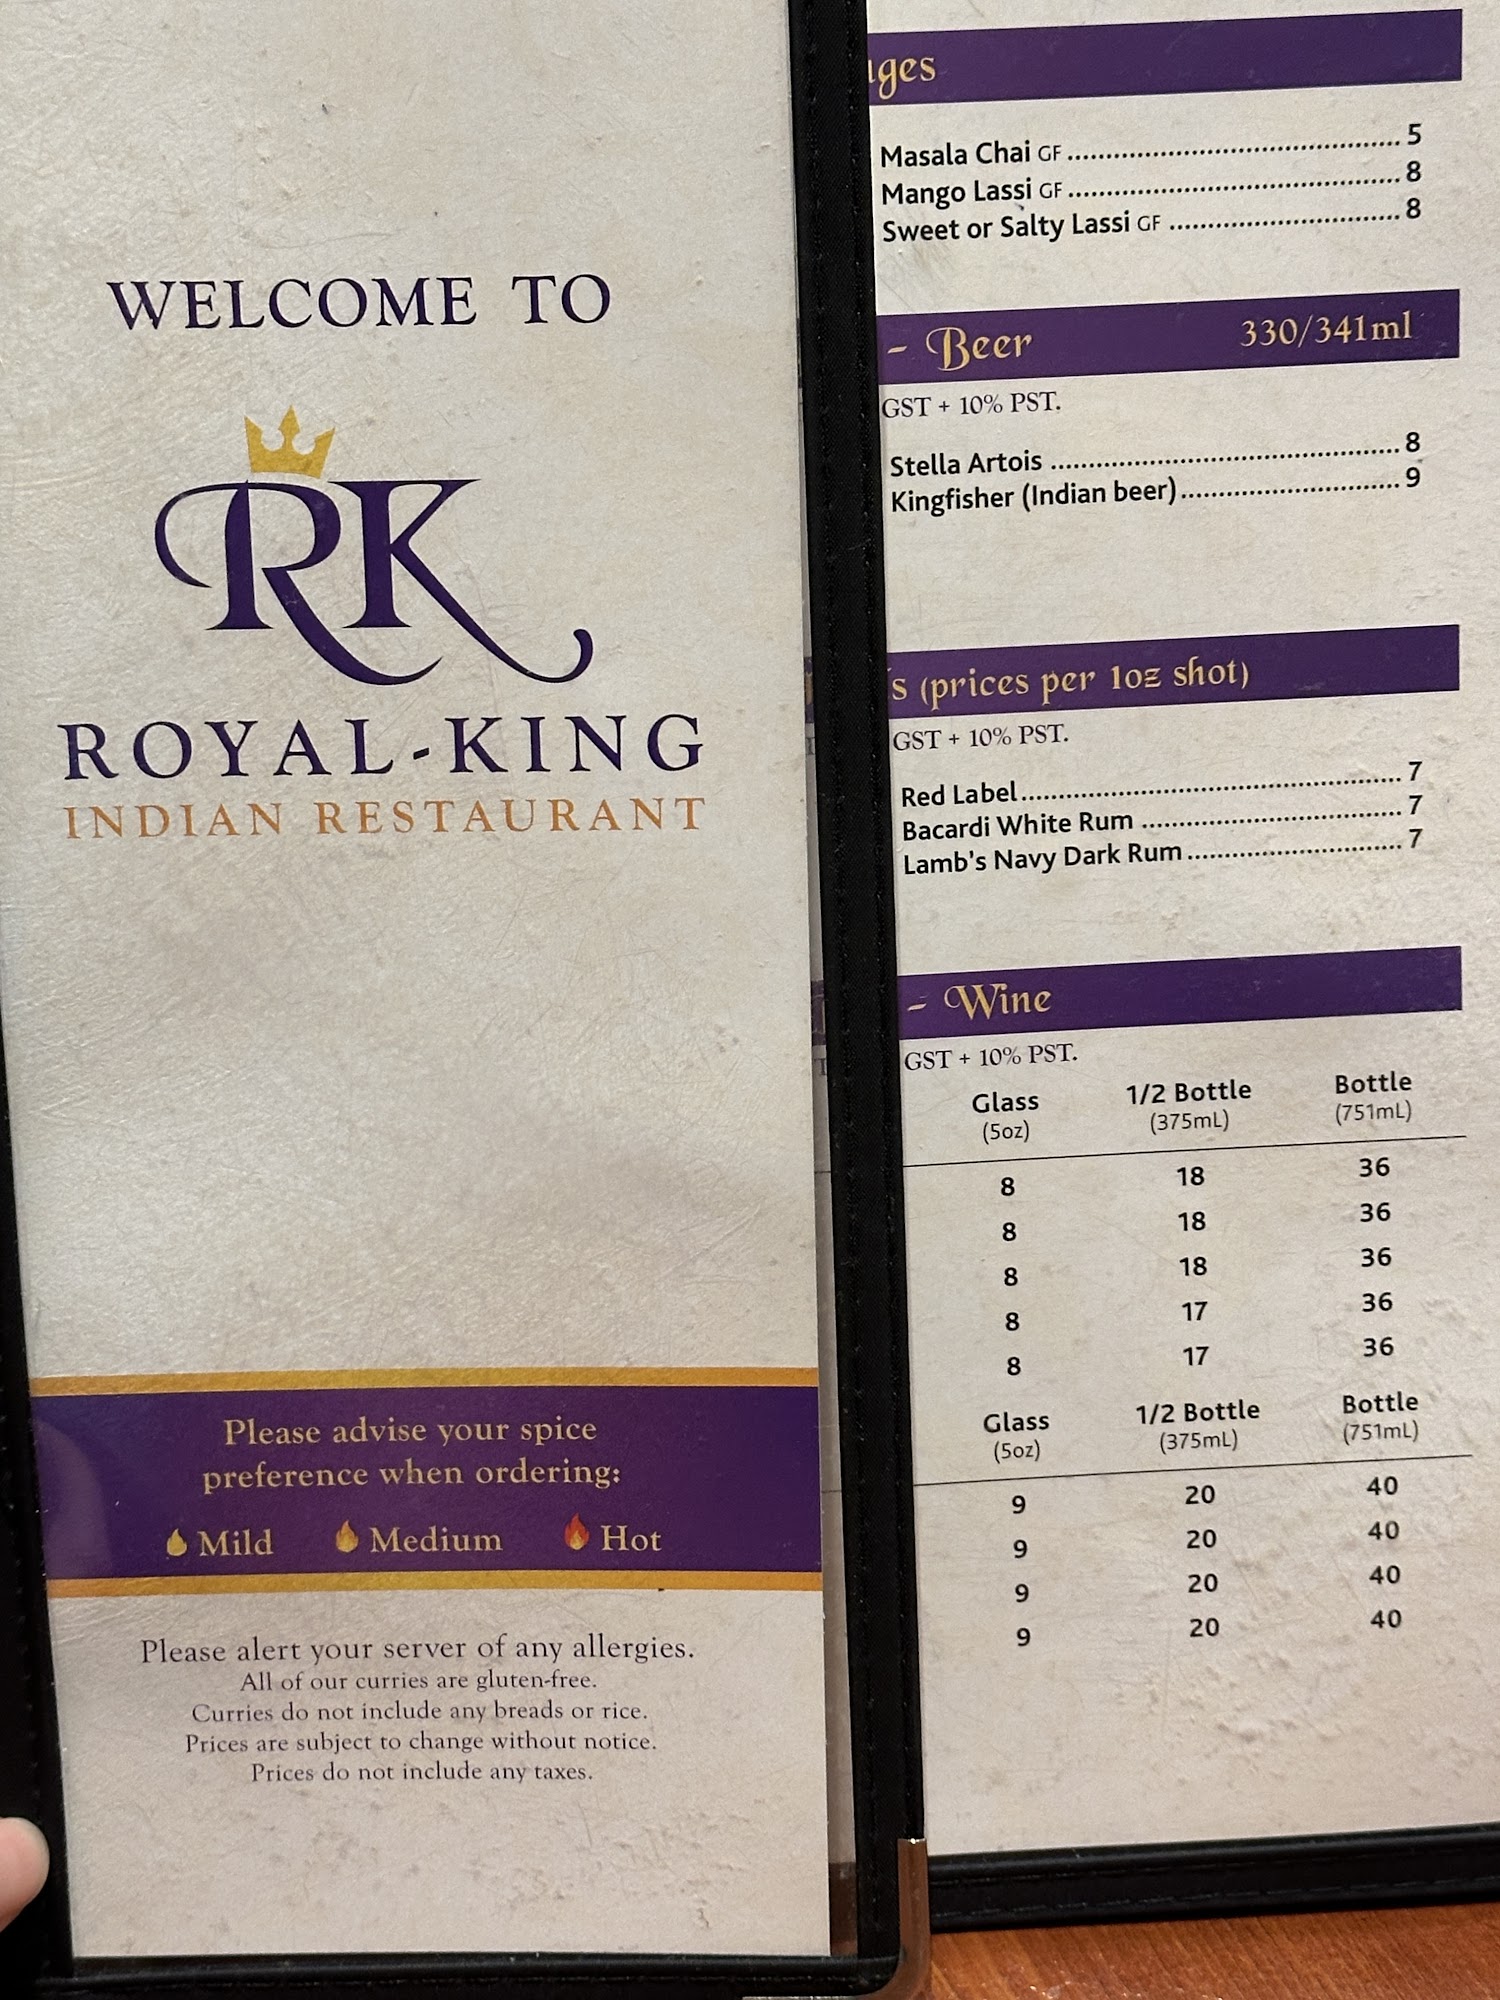 WELCOME TO
RK
ROYAL-KING
INDIAN RESTAURANT
Please advise your spice
preference when ordering:
Mild Medium Hot
Please alert your server of any allergies.
All of our curries are gluten-free.
Curries do not include any breads or rice.
Prices are subject to change without notice.
Prices do not include any taxes.
ges
Masala Chai GF 5
Mango Lassi GF 8
Sweet or Salty Lassi GF 8
- Beer 330/341ml
GST + 10% PST.
Stella Artois 8
Kingfisher (Indian beer) 9
s (prices per 1oz shot)
GST + 10% PST.
Red Label 7
Bacardi White Rum 7
Lamb's Navy Dark Rum 7
- Wine
GST + 10% PST.
Glass 1/2 Bottle Bottle
(5oz) (375mL) (751mL)
8 18 36
8 18 36
8 18 36
8 17 36
8 17 36
Glass 1/2 Bottle Bottle
(5oz) (375mL) (751mL)
9 20 40
9 20 40
9 20 40
9 20 40